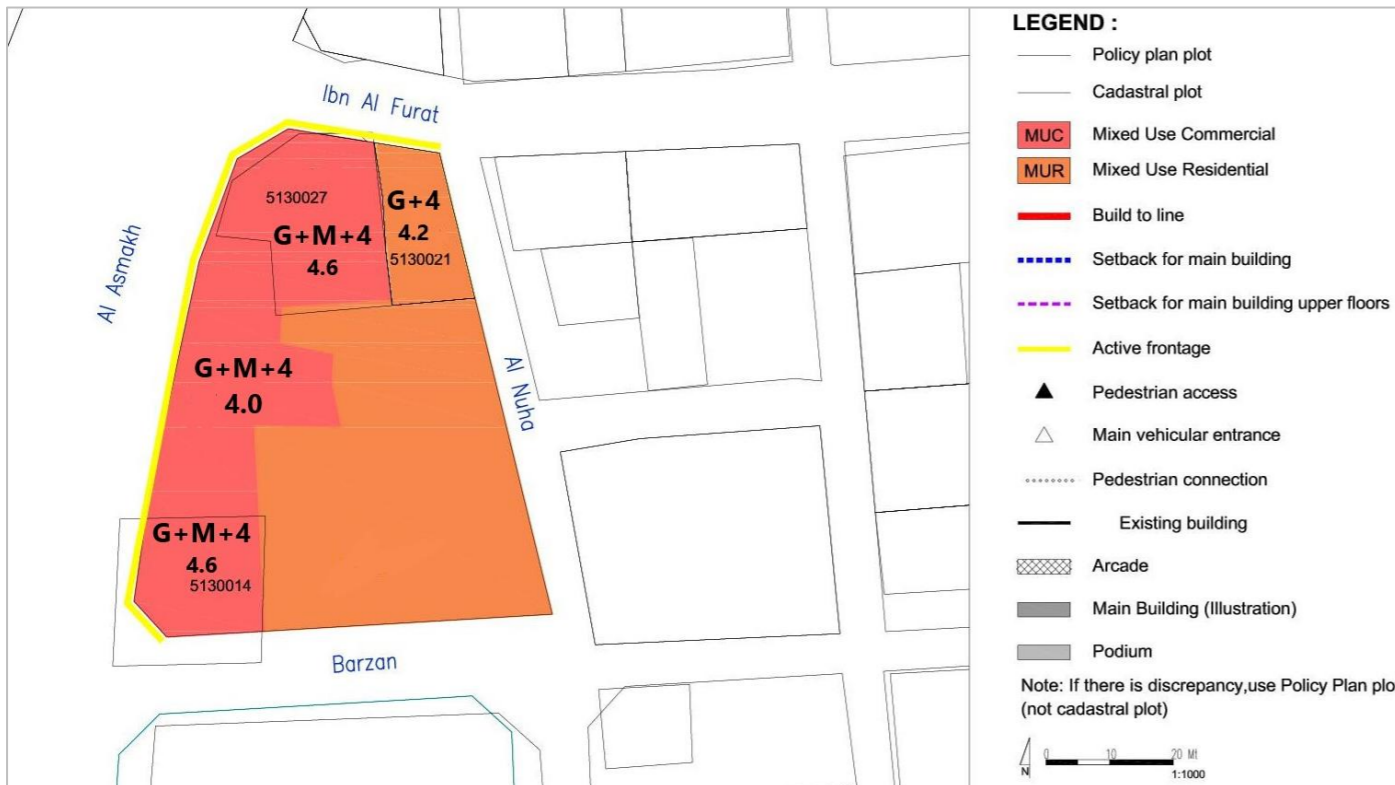 Ibn Al Furat
Al Asmakh
5130027
G+M+4
4.6
G+4
4.2
5130021
G+M+4
4.0
Al Nuha
G+M+4
4.6
5130014
Barzan
LEGEND :
Policy plan plot
Cadastral plot
MUC Mixed Use Commercial
MUR Mixed Use Residential
Build to line
Setback for main building
Setback for main building upper floors
Active frontage
Pedestrian access
Main vehicular entrance
Pedestrian connection
Existing building
Arcade
Main Building (Illustration)
Podium
Note: If there is discrepancy,use Policy Plan plo
(not cadastral plot)
N
0 10 20 Mt
1:1000